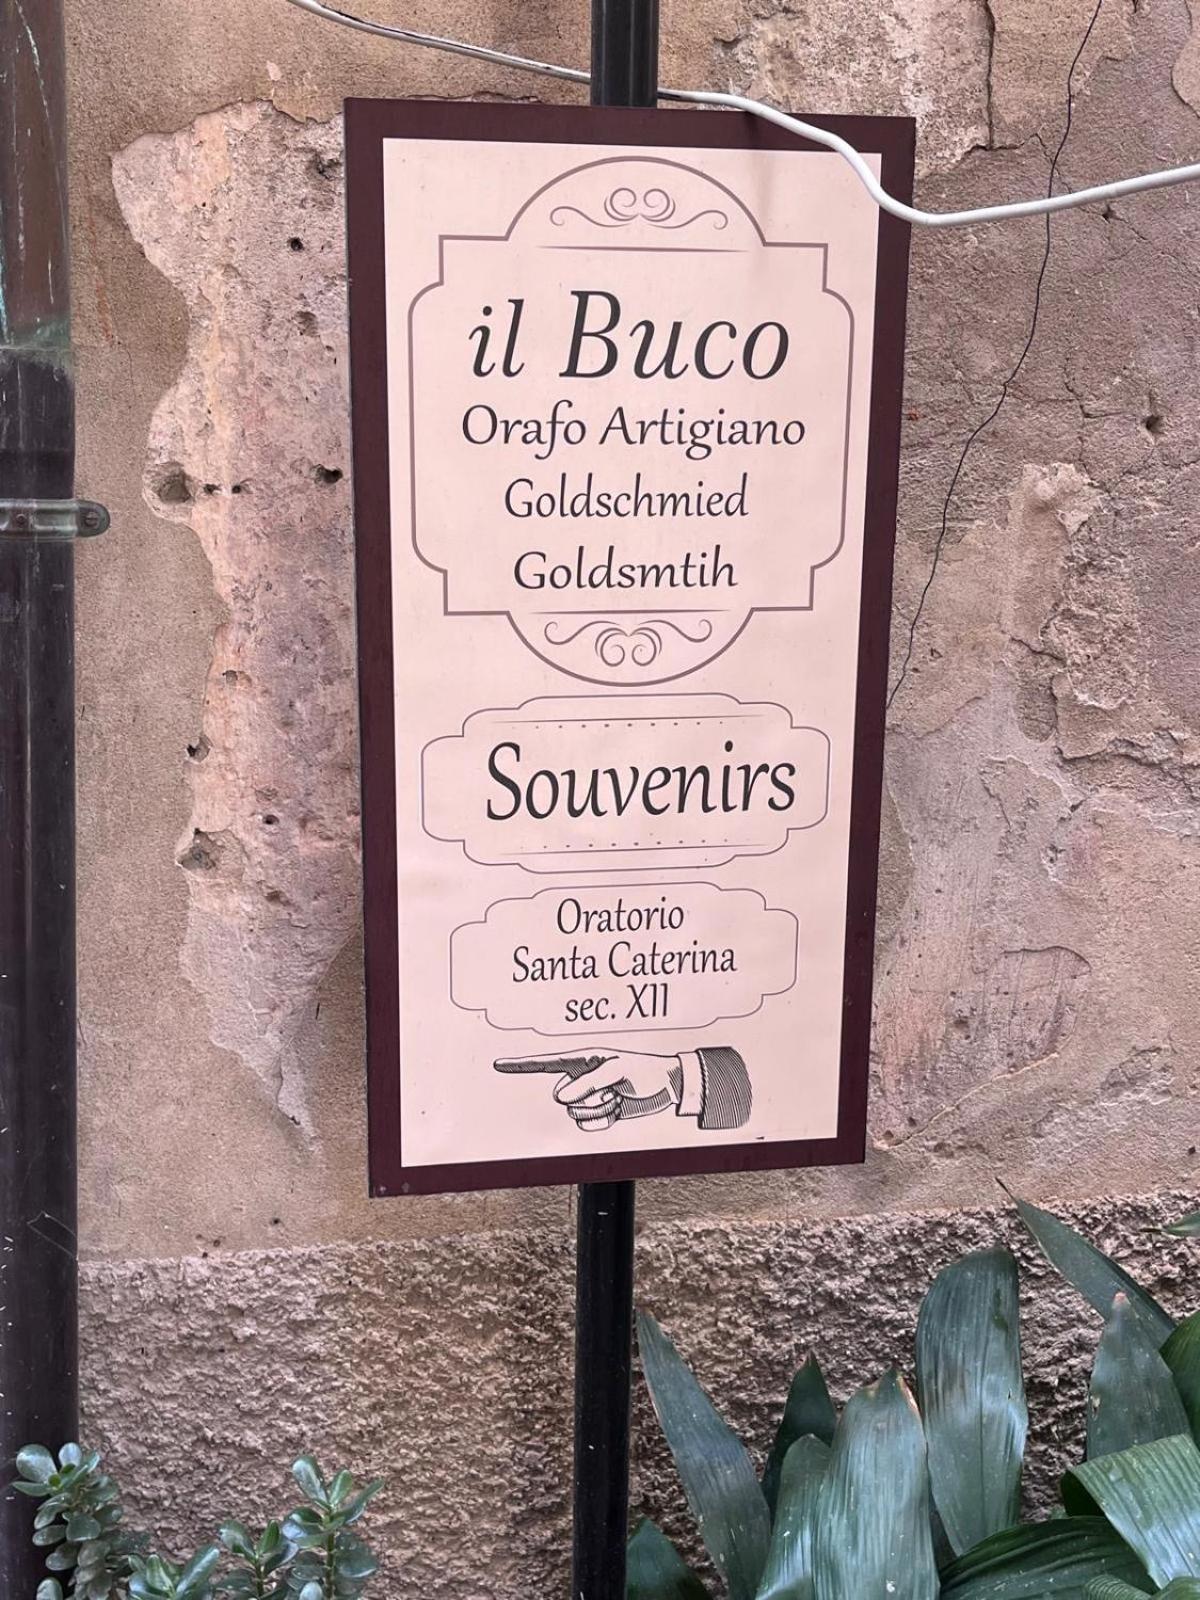 il Buco
Orafo Artigiano
Goldschmied
Goldsmtih
Souvenirs
Oratorio
Santa Caterina
sec. XII